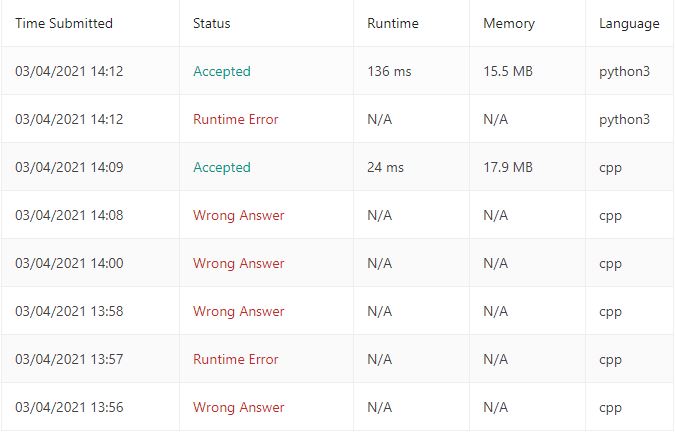 Time Submitted Status Runtime Memory Language
03/04/2021 14:12 Accepted 136 ms 15.5 MB python3
03/04/2021 14:12 Runtime Error N/A N/A python3
03/04/2021 14:09 Accepted 24 ms 17.9 MB cpp
03/04/2021 14:08 Wrong Answer N/A N/A cpp
03/04/2021 14:00 Wrong Answer N/A N/A cpp
03/04/2021 13:58 Wrong Answer N/A N/A cpp
03/04/2021 13:57 Runtime Error N/A N/A cpp
03/04/2021 13:56 Wrong Answer N/A N/A cpp